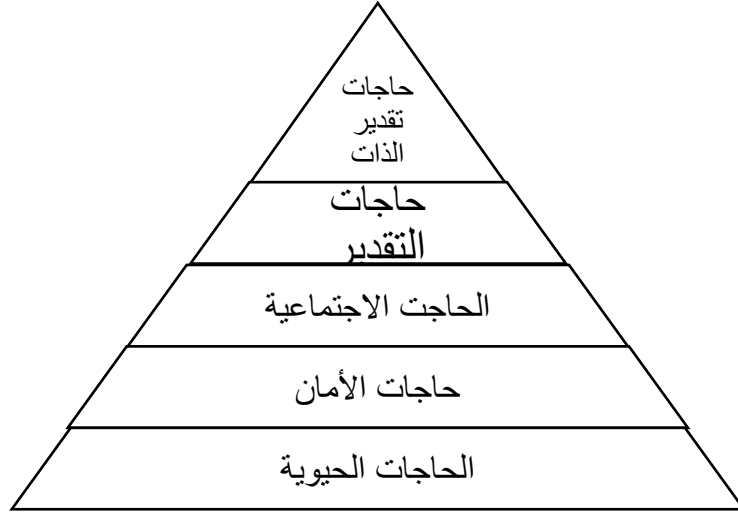 حاجات
تقدير
الذات
حاجات
التقدير
الحاجت الاجتماعية
حاجات الأمان
الحاجات الحيوية